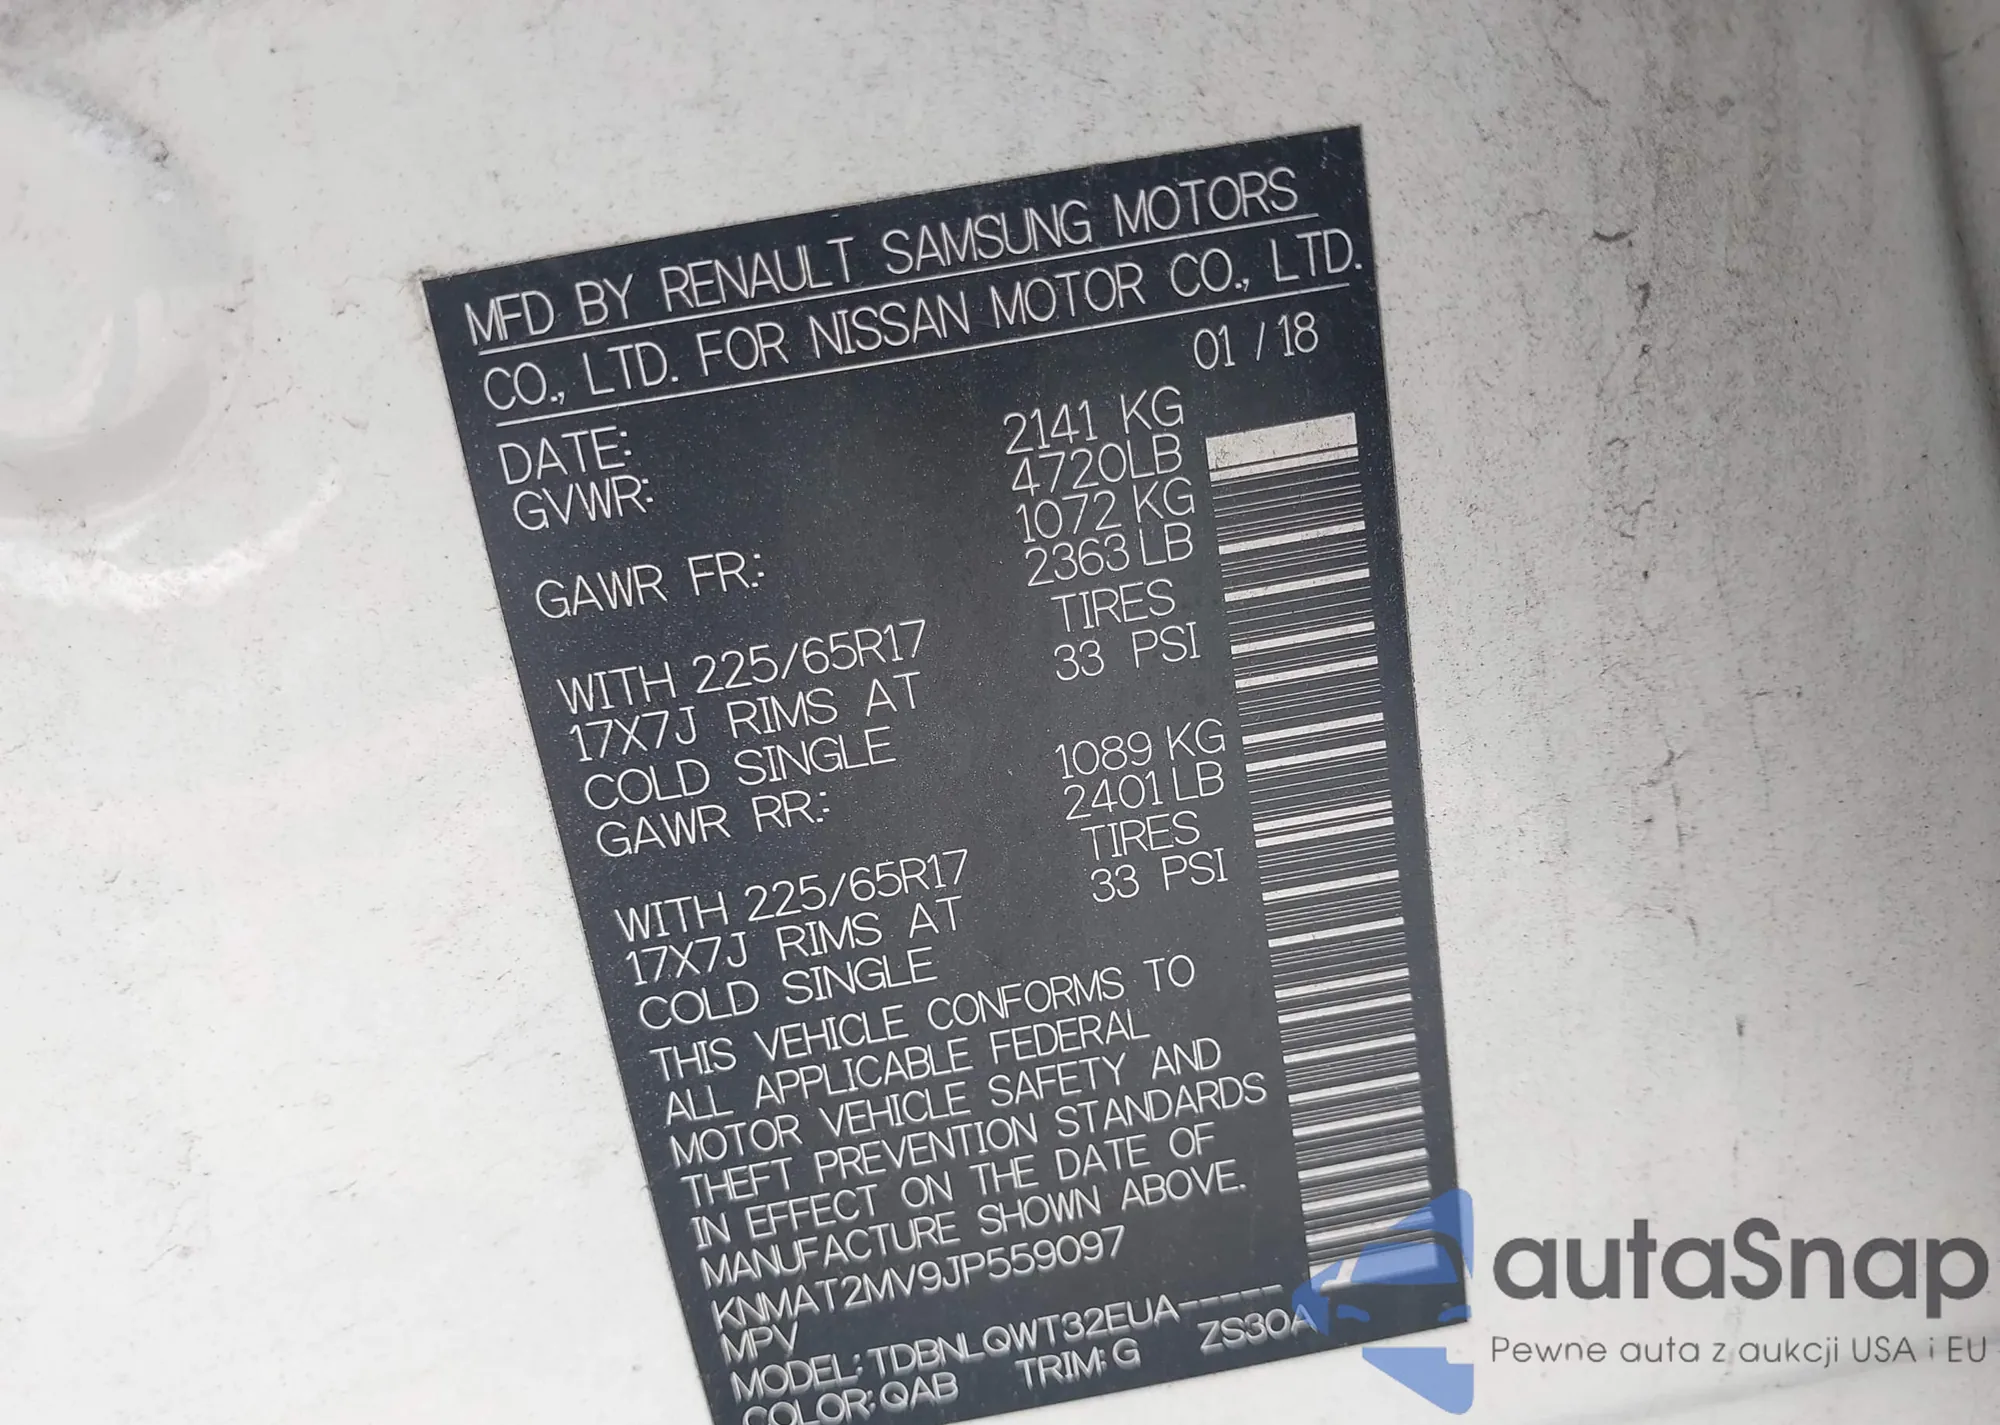 MFD BY RENAULT SAMSUNG MOTORS
CO., LTD. FOR NISSAN MOTOR CO., LTD.
DATE: 01 / 18
GVWR: 2141 KG
4720LB
GAWR FR.: 1072 KG
2363 LB
WITH 225/65R17 TIRES
17X7J RIMS AT 33 PSI
COLD SINGLE
GAWR RR.: 1089 KG
2401 LB
WITH 225/65R17 TIRES
17X7J RIMS AT 33 PSI
COLD SINGLE
THIS VEHICLE CONFORMS TO
ALL APPLICABLE FEDERAL
MOTOR VEHICLE SAFETY AND
THEFT PREVENTION STANDARDS
IN EFFECT ON THE DATE OF
MANUFACTURE SHOWN ABOVE.
KNMAT2MV9JP559097
MPV
MODEL: TDBNLQWT32EUA-----
COLOR: QAB TRIM: G ZS30A
autaSnap
Pewne auta z aukcji USA i EU